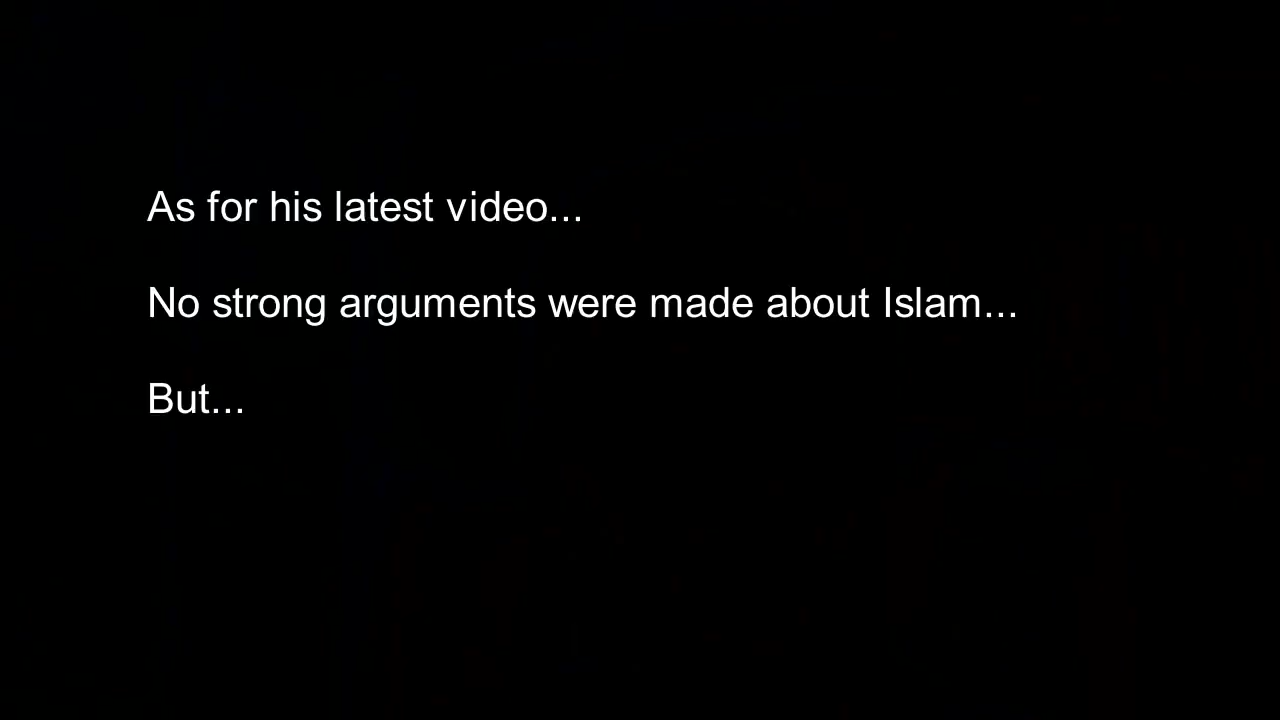 As for his latest video...
No strong arguments were made about Islam...
But...